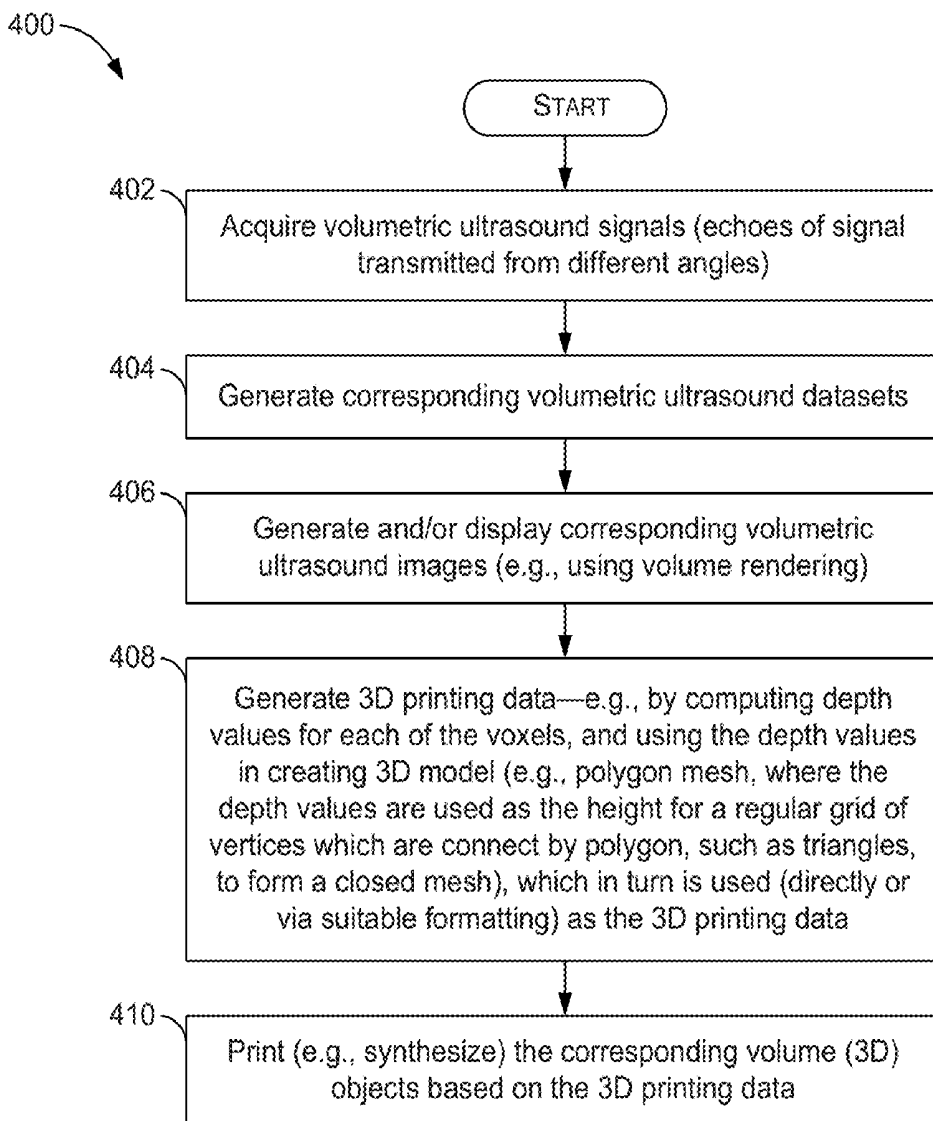 400
START
402
Acquire volumetric ultrasound signals (echoes of signal
transmitted from different angles)
404
Generate corresponding volumetric ultrasound datasets
406
Generate and/or display corresponding volumetric
ultrasound images (e.g., using volume rendering)
408
Generate 3D printing data—e.g., by computing depth
values for each of the voxels, and using the depth values
in creating 3D model (e.g., polygon mesh, where the
depth values are used as the height for a regular grid of
vertices which are connect by polygon, such as triangles,
to form a closed mesh), which in turn is used (directly or
via suitable formatting) as the 3D printing data
410
Print (e.g., synthesize) the corresponding volume (3D)
objects based on the 3D printing data